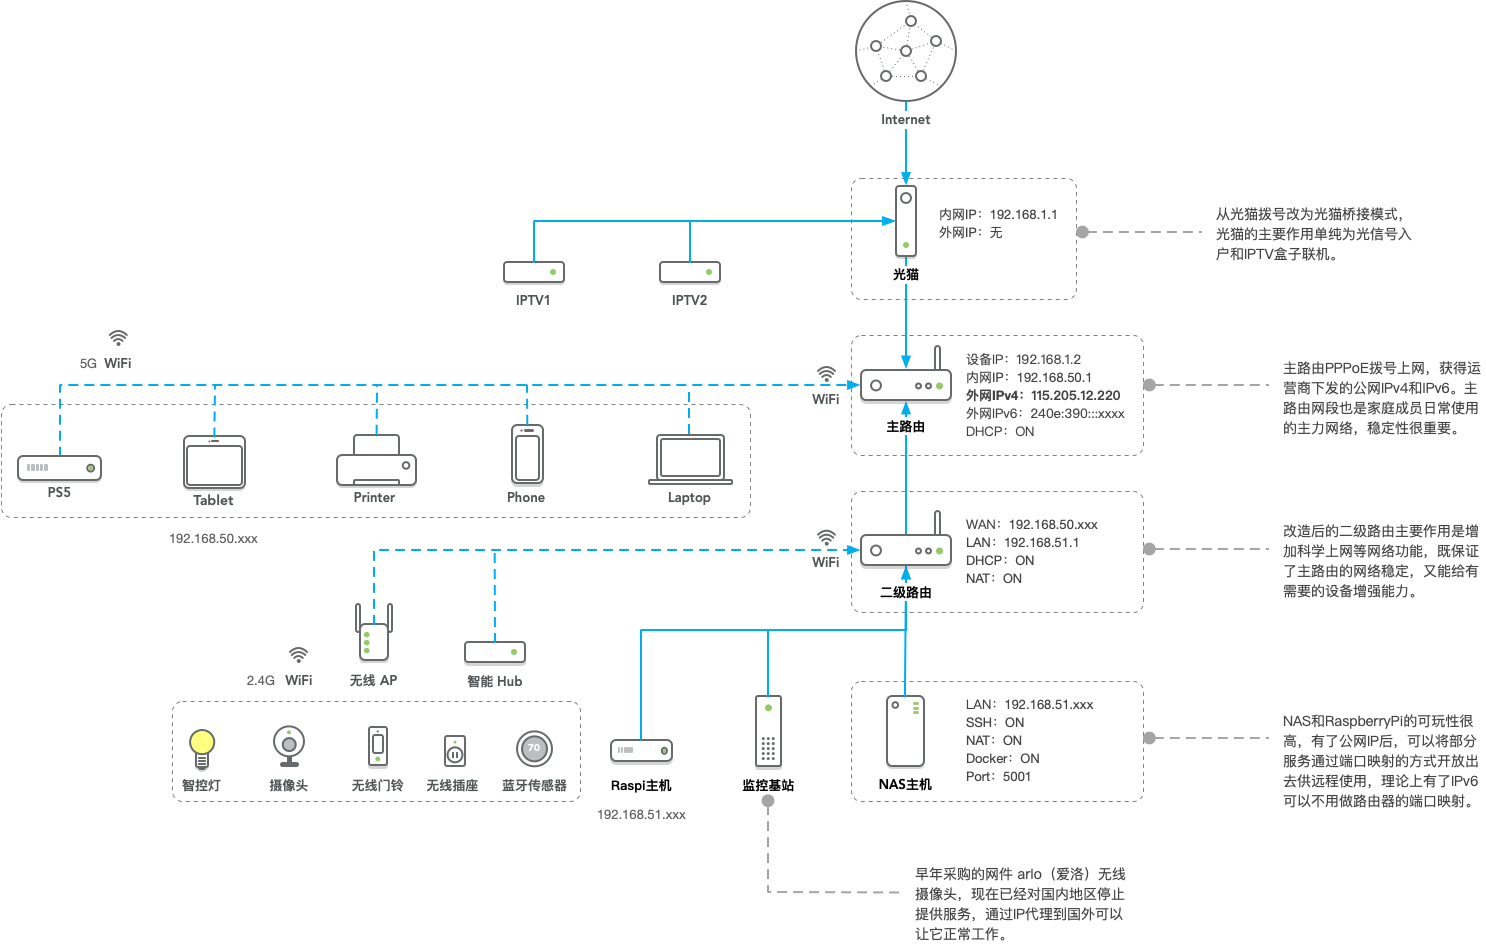 Internet
内网IP：192.168.1.1
外网IP：无
光猫
从光猫拨号改为光猫桥接模式，
光猫的主要作用单纯为光信号入
户和IPTV盒子联机。
IPTV1
IPTV2
5G WiFi
WiFi
设备IP：192.168.1.2
内网IP：192.168.50.1
外网IPv4：115.205.12.220
外网IPv6：240e:390:::xxxx
DHCP：ON
主路由
主路由PPPoE拨号上网，获得运
营商下发的公网IPv4和IPv6。主
路由网段也是家庭成员日常使用
的主力网络，稳定性很重要。
PS5
Tablet
Printer
Phone
Laptop
192.168.50.xxx
WiFi
WAN：192.168.50.xxx
LAN：192.168.51.1
DHCP：ON
NAT：ON
二级路由
改造后的二级路由主要作用是增
加科学上网等网络功能，既保证
了主路由的网络稳定，又能给有
需要的设备增强能力。
2.4G WiFi
无线 AP
智能 Hub
智控灯
摄像头
无线门铃
无线插座
70
蓝牙传感器
Raspi主机
192.168.51.xxx
监控基站
NAS主机
LAN：192.168.51.xxx
SSH：ON
NAT：ON
Docker：ON
Port：5001
NAS和RaspberryPi的可玩性很
高，有了公网IP后，可以将部分
服务通过端口映射的方式开放出
去供远程使用，理论上有了IPv6
可以不用做路由器的端口映射。
早年采购的网件 arlo（爱洛）无线
摄像头，现在已经对国内地区停止
提供服务，通过IP代理到国外可以
让它正常工作。